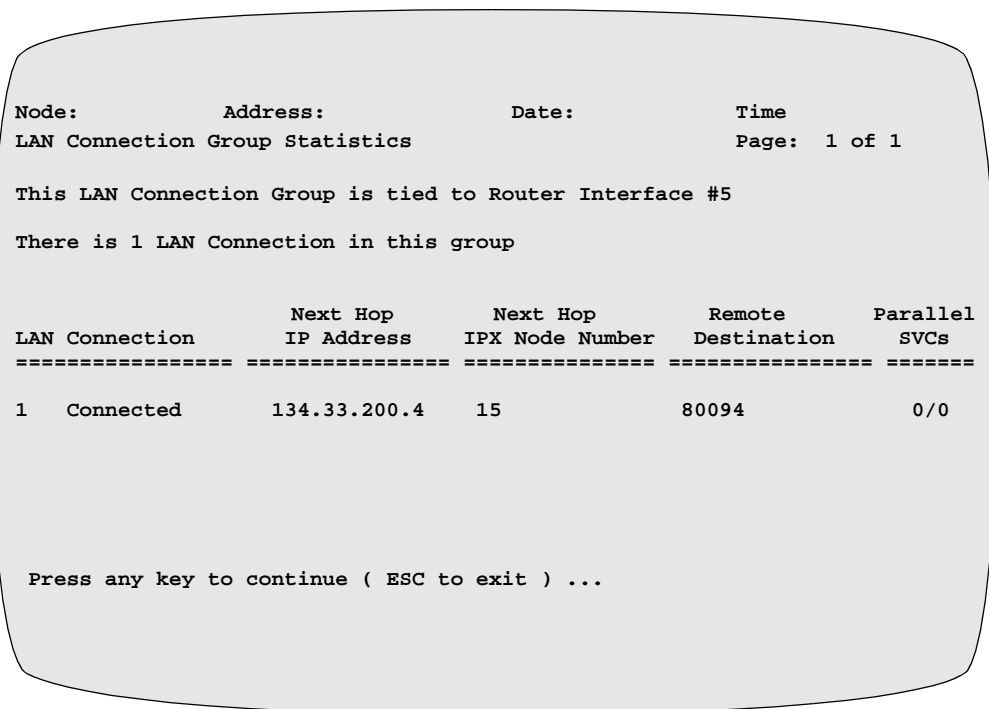 Node: Address: Date: Time
LAN Connection Group Statistics Page: 1 of 1
This LAN Connection Group is tied to Router Interface #5
There is 1 LAN Connection in this group
Next Hop Next Hop Remote Parallel
LAN Connection IP Address IPX Node Number Destination SVCs
================= ================ =============== ================ =======
1 Connected 134.33.200.4 15 80094 0/0
Press any key to continue ( ESC to exit ) ...